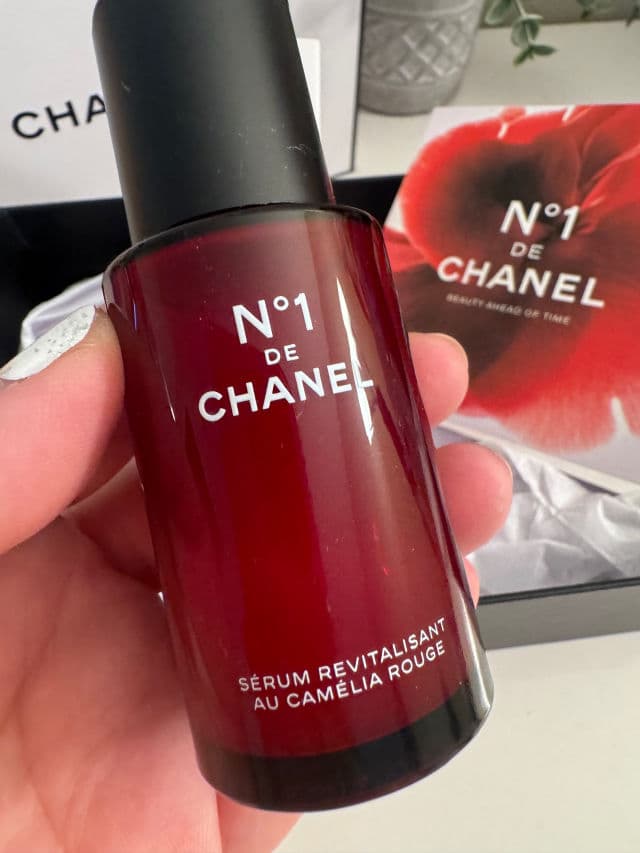 CHA
N°1
DE
CHANEL
SÉRUM REVITALISANT
AU CAMÉLIA ROUGE
N°1
DE
CHANEL
BEAUTY AHEAD OF TIME